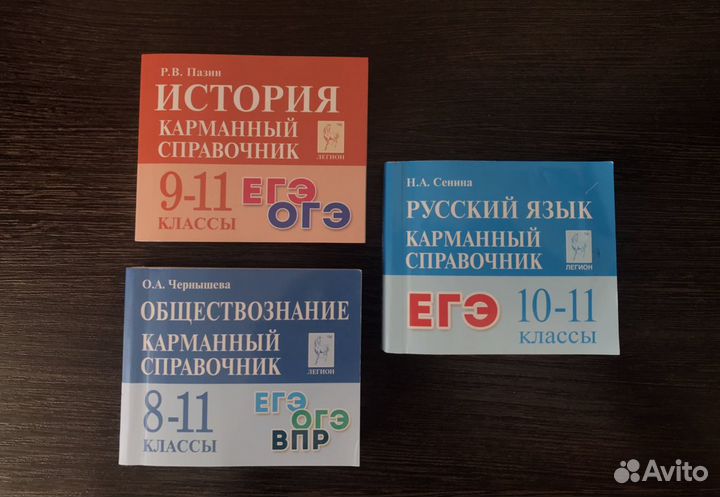 Р.В. Пазин
ИСТОРИЯ
КАРМАННЫЙ
СПРАВОЧНИК
ЛЕГИОН
9-11
КЛАССЫ
ЕГЭ
ОГЭ
Н.А. Сенина
РУССКИЙ ЯЗЫК
КАРМАННЫЙ
СПРАВОЧНИК
ЛЕГИОН
ЕГЭ
10-11
КЛАССЫ
О.А. Чернышева
ОБЩЕСТВОЗНАНИЕ
КАРМАННЫЙ
СПРАВОЧНИК
ЛЕГИОН
8-11
КЛАССЫ
ЕГЭ
ОГЭ
ВПР
Avito